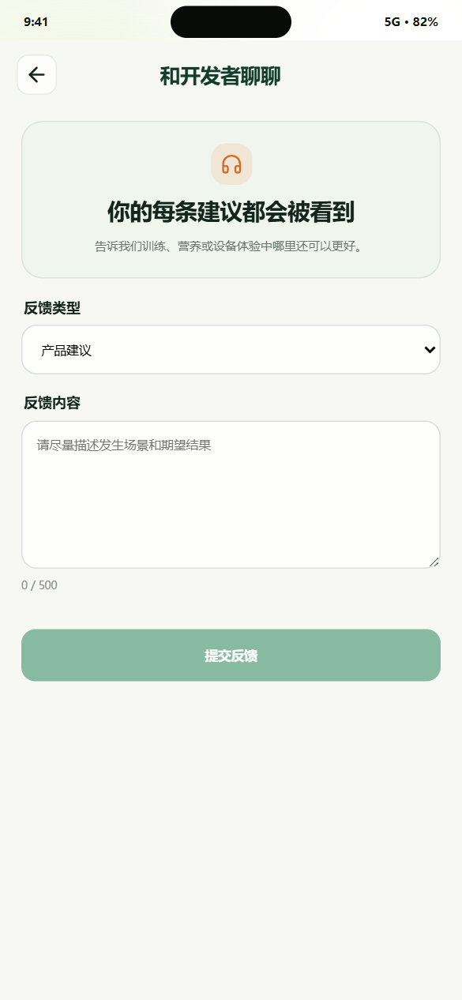 9:41
5G • 82%
和开发者聊聊
你的每条建议都会被看到
告诉我们训练、营养或设备体验中哪里还可以更好。
反馈类型
产品建议
反馈内容
请尽量描述发生场景和期望结果
0 / 500
提交反馈